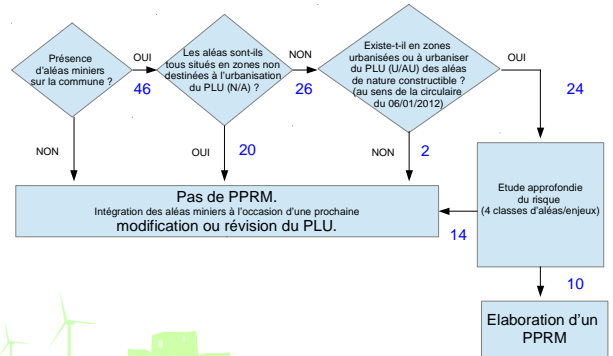 Présence
d'aléas miniers
sur la commune ?
OUI
46
Les aléas sont-ils
tous situés en zones non
destinées à l'urbanisation
du PLU (N/A) ?
NON
26
Existe-t-il en zones
urbanisées ou à urbaniser
du PLU (U/AU) des aléas
de nature constructible ?
(au sens de la circulaire
du 06/01/2012)
OUI
24
NON
OUI
20
NON
2
Pas de PPRM.
Intégration des aléas miniers à l'occasion d'une prochaine
modification ou révision du PLU.
14
Etude approfondie
du risque
(4 classes d'aléas/enjeux)
10
Elaboration d'un
PPRM